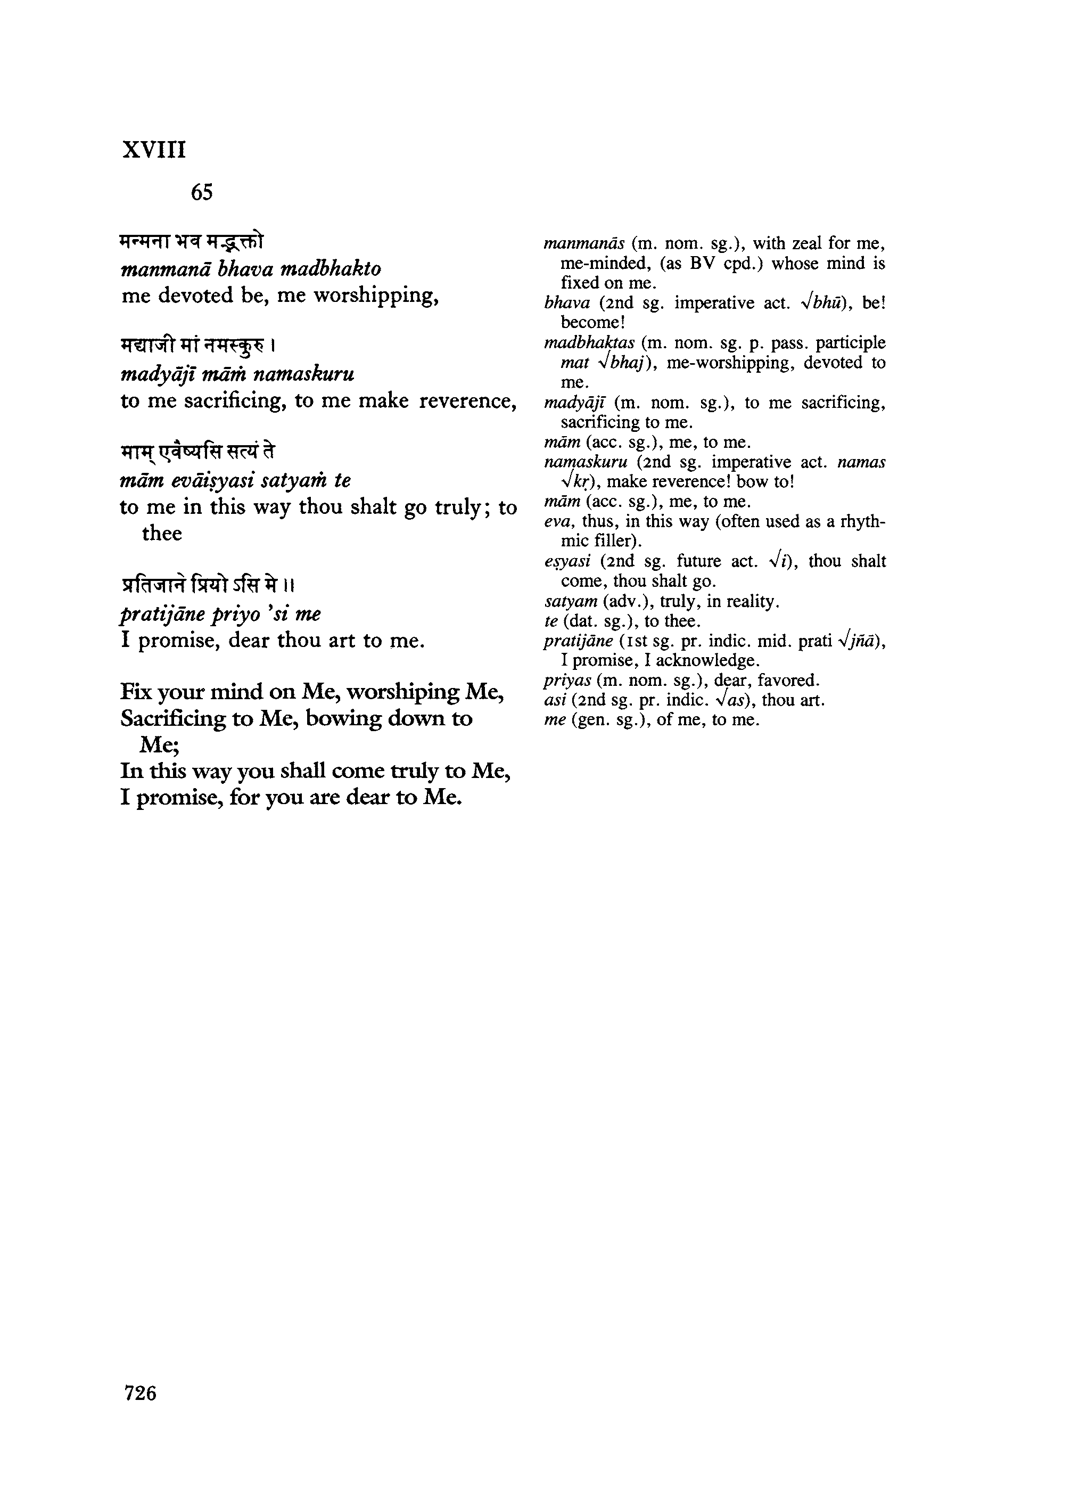 XVIII
65
मन्मना भव मद्भक्तो
manmanā bhava madbhakto
me devoted be, me worshipping,
मद्याजी मां नमस्कुरु ।
madyājī māṁ namaskuru
to me sacrificing, to me make reverence,
माम् एवैष्यसि सत्यं ते
mām evāiṣyasi satyaṁ te
to me in this way thou shalt go truly; to
thee
प्रतिजाने प्रियो ऽसि मे ।।
pratijāne priyo 'si me
I promise, dear thou art to me.
Fix your mind on Me, worshiping Me,
Sacrificing to Me, bowing down to
Me;
In this way you shall come truly to Me,
I promise, for you are dear to Me.
manmanās (m. nom. sg.), with zeal for me,
me-minded, (as BV cpd.) whose mind is
fixed on me.
bhava (2nd sg. imperative act. √bhū), be!
become!
madbhaktas (m. nom. sg. p. pass. participle
mat √bhaj), me-worshipping, devoted to
me.
madyājī (m. nom. sg.), to me sacrificing,
sacrificing to me.
mām (acc. sg.), me, to me.
namaskuru (2nd sg. imperative act. namas
√kṛ), make reverence! bow to!
mām (acc. sg.), me, to me.
eva, thus, in this way (often used as a rhyth-
mic filler).
eṣyasi (2nd sg. future act. √i), thou shalt
come, thou shalt go.
satyam (adv.), truly, in reality.
te (dat. sg.), to thee.
pratijāne (1st sg. pr. indic. mid. prati √jñā),
I promise, I acknowledge.
priyas (m. nom. sg.), dear, favored.
asi (2nd sg. pr. indic. √as), thou art.
me (gen. sg.), of me, to me.
726